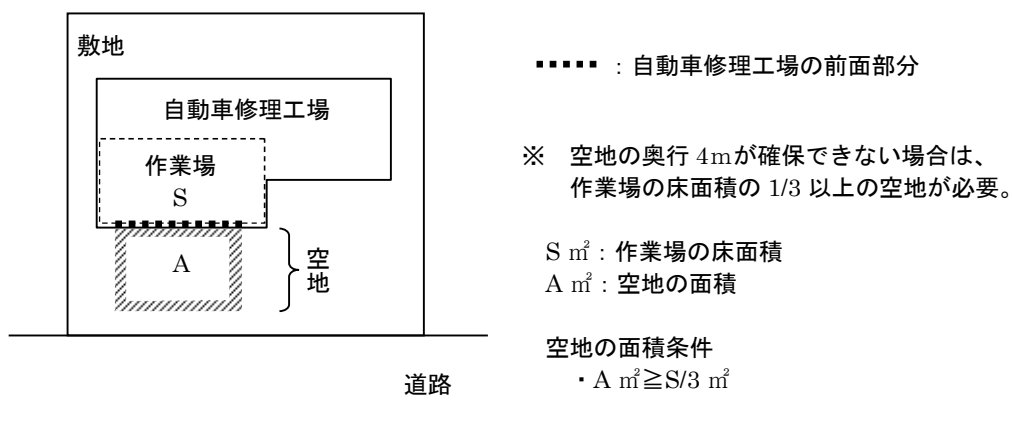 敷地
自動車修理工場
作業場
S
A
空地
道路
：自動車修理工場の前面部分
※　空地の奥行 4ｍが確保できない場合は、
作業場の床面積の 1/3 以上の空地が必要。
S ㎡：作業場の床面積
A ㎡：空地の面積
空地の面積条件
・A ㎡≧S/3 ㎡